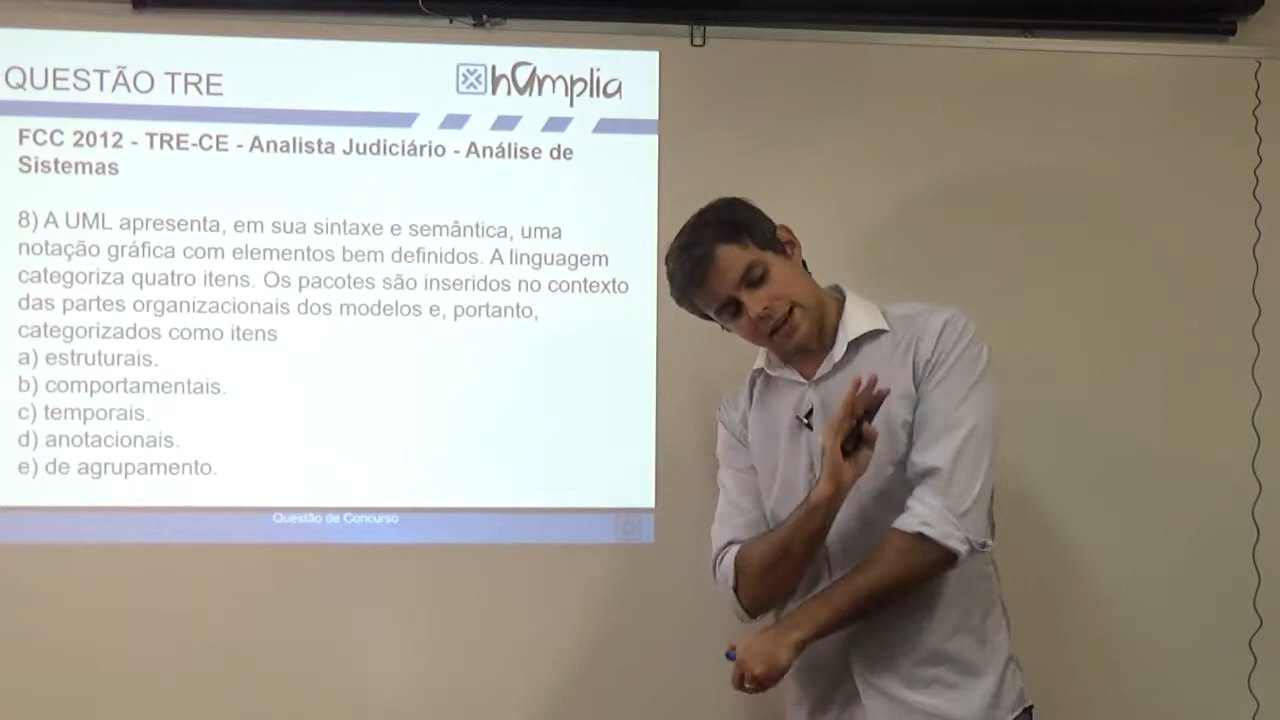 QUESTÃO TRE
hamplia
FCC 2012 - TRE-CE - Analista Judiciário - Análise de
Sistemas
8) A UML apresenta, em sua sintaxe e semântica, uma
notação gráfica com elementos bem definidos. A linguagem
categoriza quatro itens. Os pacotes são inseridos no contexto
das partes organizacionais dos modelos e, portanto,
categorizados como itens
a) estruturais.
b) comportamentais.
c) temporais.
d) anotacionais.
e) de agrupamento.
Questão de Concurso